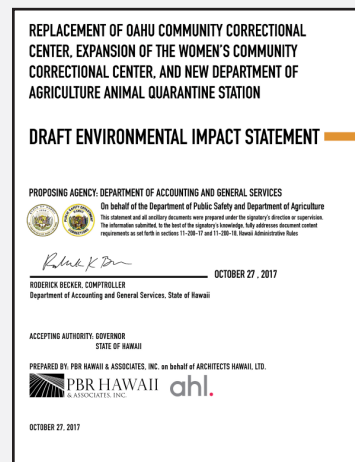 REPLACEMENT OF OAHU COMMUNITY CORRECTIONAL
CENTER, EXPANSION OF THE WOMEN'S COMMUNITY
CORRECTIONAL CENTER, AND NEW DEPARTMENT OF
AGRICULTURE ANIMAL QUARANTINE STATION
DRAFT ENVIRONMENTAL IMPACT STATEMENT
PROPOSING AGENCY: DEPARTMENT OF ACCOUNTING AND GENERAL SERVICES
On behalf of the Department of Public Safety and Department of Agriculture
This statement and all ancillary documents were prepared under the signatory's direction or supervision.
The information submitted, to the best of the signatory's knowledge, fully addresses document content
requirements as set forth in sections 11-200-17 and 11-200-18, Hawaii Administrative Rules
OCTOBER 27 , 2017
RODERICK BECKER, COMPTROLLER
Department of Accounting and General Services, State of Hawaii
ACCEPTING AUTHORITY: GOVERNOR
STATE OF HAWAII
PREPARED BY: PBR HAWAII & ASSOCIATES, INC. on behalf of ARCHITECTS HAWAII, LTD.
PBR HAWAII
& ASSOCIATES, INC.
ahl.
OCTOBER 27, 2017